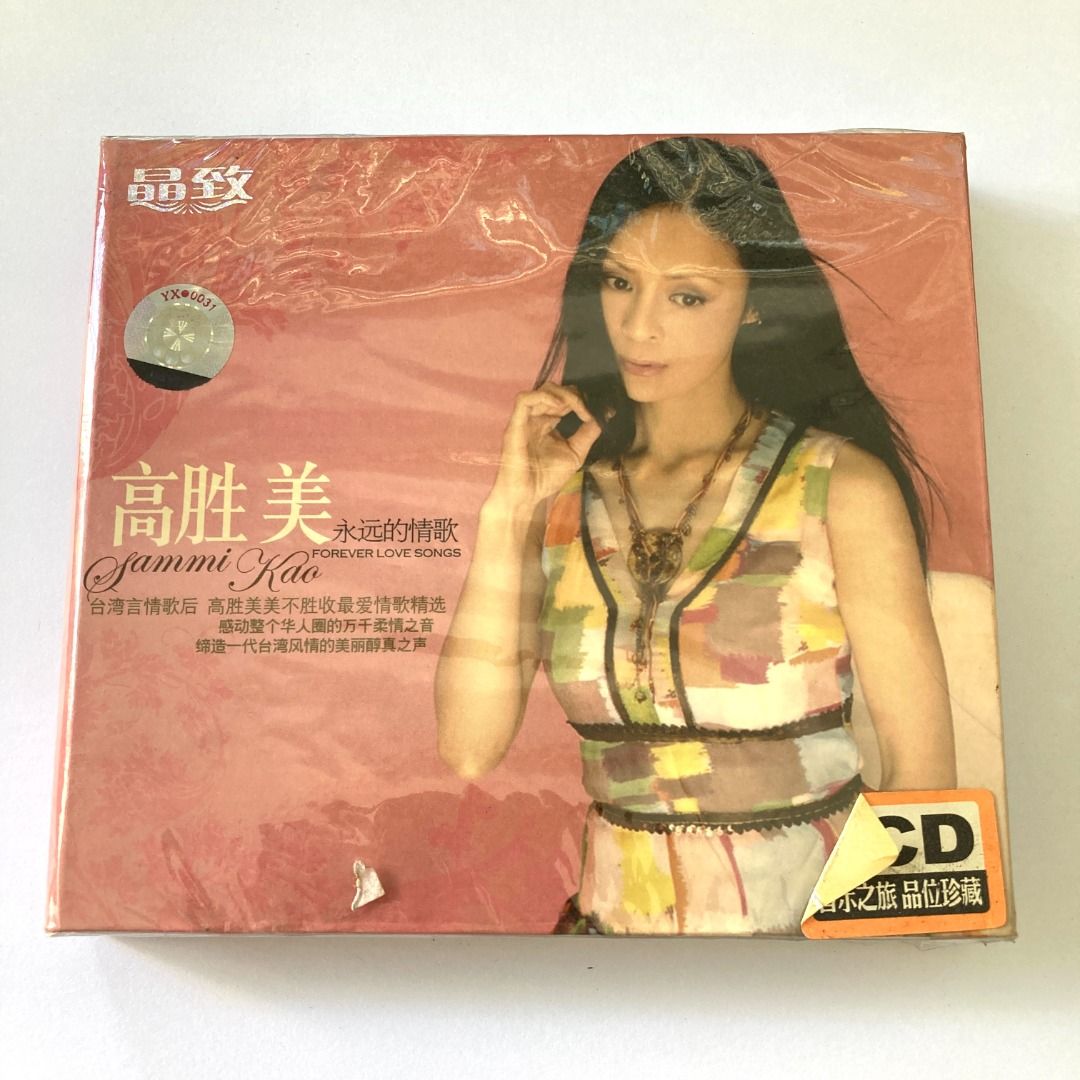 晶致
YX●0031
高胜美
永远的情歌
FOREVER LOVE SONGS
Sammi Kao
台湾言情歌后 高胜美美不胜收最爱情歌精选
感动整个华人圈的万千柔情之音
缔造一代台湾风情的美丽醇真之声
CD
音乐之旅 品位珍藏